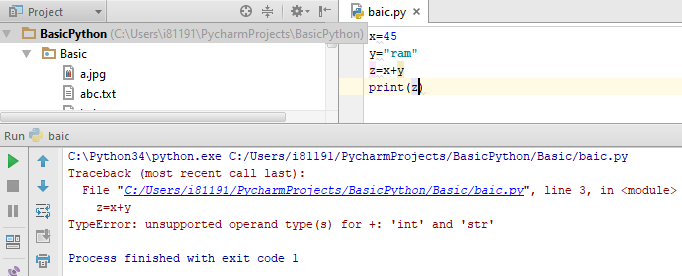 Project
baic.py
BasicPython (C:\Users\i81191\PycharmProjects\BasicPython)
Basic
a.jpg
abc.txt
x=45
y="ram"
z=x+y
print(z)
Run baic
C:\Python34\python.exe C:/Users/i81191/PycharmProjects/BasicPython/Basic/baic.py
Traceback (most recent call last):
File "C:/Users/i81191/PycharmProjects/BasicPython/Basic/baic.py", line 3, in <module>
z=x+y
TypeError: unsupported operand type(s) for +: 'int' and 'str'
Process finished with exit code 1